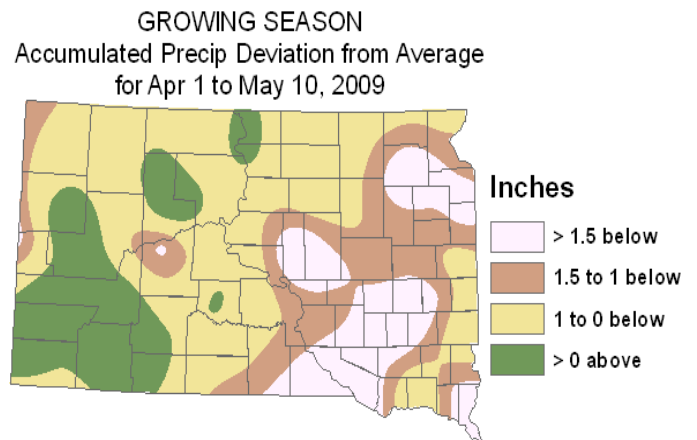 GROWING SEASON
Accumulated Precip Deviation from Average
for Apr 1 to May 10, 2009
Inches
> 1.5 below
1.5 to 1 below
1 to 0 below
> 0 above